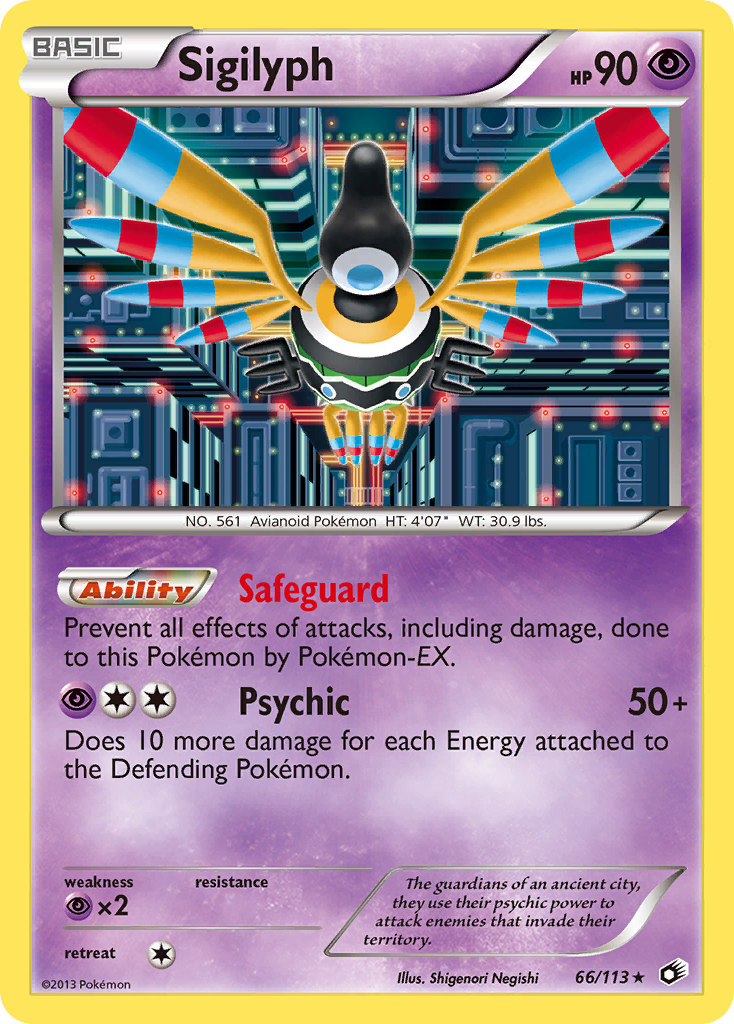 BASIC
Sigilyph
HP 90
NO. 561 Avianoid Pokémon HT: 4'07" WT: 30.9 lbs.
Ability Safeguard
Prevent all effects of attacks, including damage, done
to this Pokémon by Pokémon-EX.
Psychic 50+
Does 10 more damage for each Energy attached to
the Defending Pokémon.
weakness resistance
×2
retreat
The guardians of an ancient city,
they use their psychic power to
attack enemies that invade their
territory.
©2013 Pokémon
Illus. Shigenori Negishi
66/113 ★